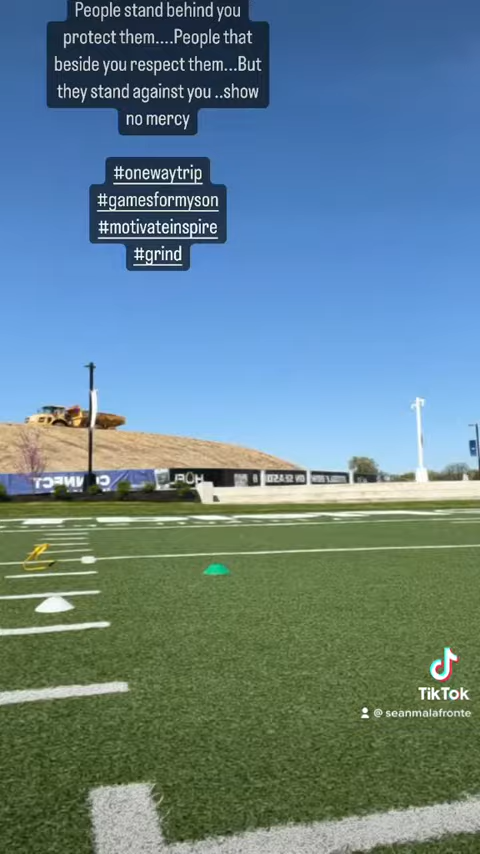 People stand behind you
protect them....People that
beside you respect them...But
they stand against you ..show
no mercy
#onewaytrip
#gamesformyson
#motivateinspire
#grind
CONNECT
TikTok
@ seanmalafronte